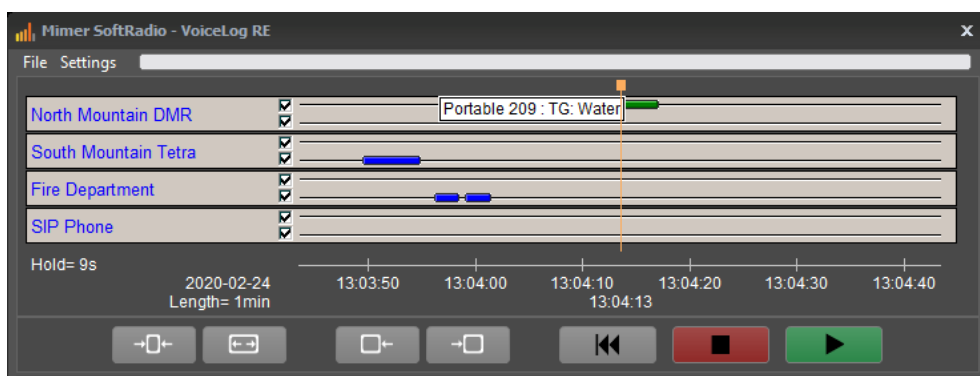 Mimer SoftRadio - VoiceLog RE x
File Settings
North Mountain DMR
Portable 209 : TG: Water
South Mountain Tetra
Fire Department
SIP Phone
Hold= 9s
2020-02-24 13:03:50 13:04:00 13:04:10 13:04:20 13:04:30 13:04:40
Length= 1min 13:04:13